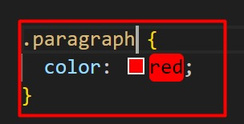 .paragraph {
  color: red;
}